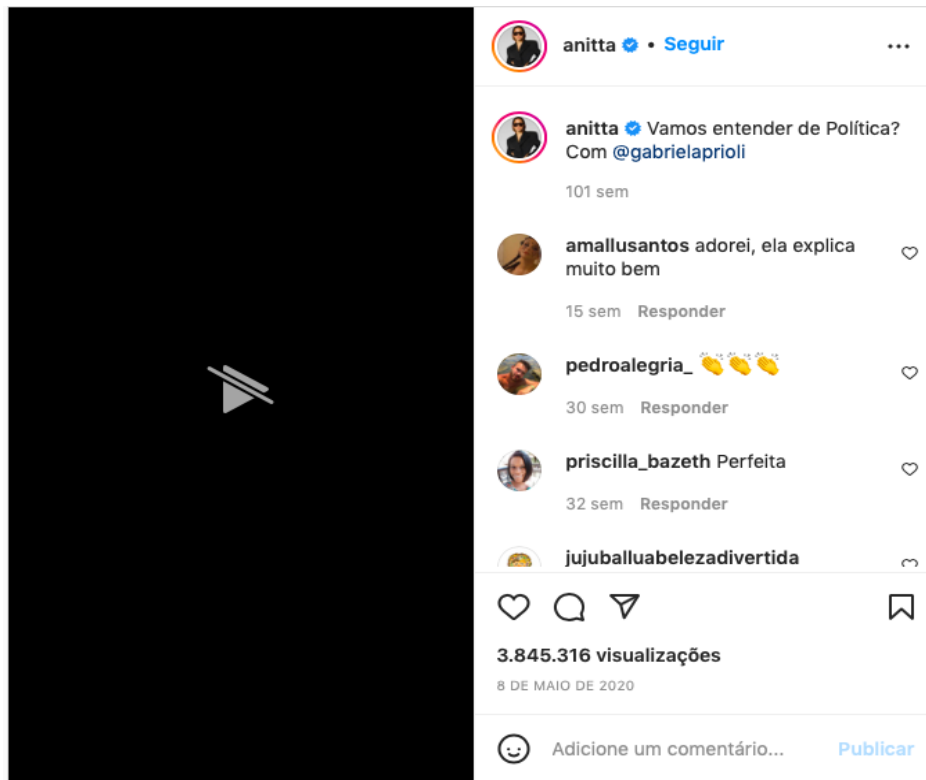 anitta • Seguir
anitta Vamos entender de Política?
Com @gabrielaprioli
101 sem
amallusantos adorei, ela explica
muito bem
15 sem Responder
pedroalegria_ 👏👏👏
30 sem Responder
priscilla_bazeth Perfeita
32 sem Responder
jujuballuabelezadivertida
3.845.316 visualizações
8 DE MAIO DE 2020
Adicione um comentário... Publicar